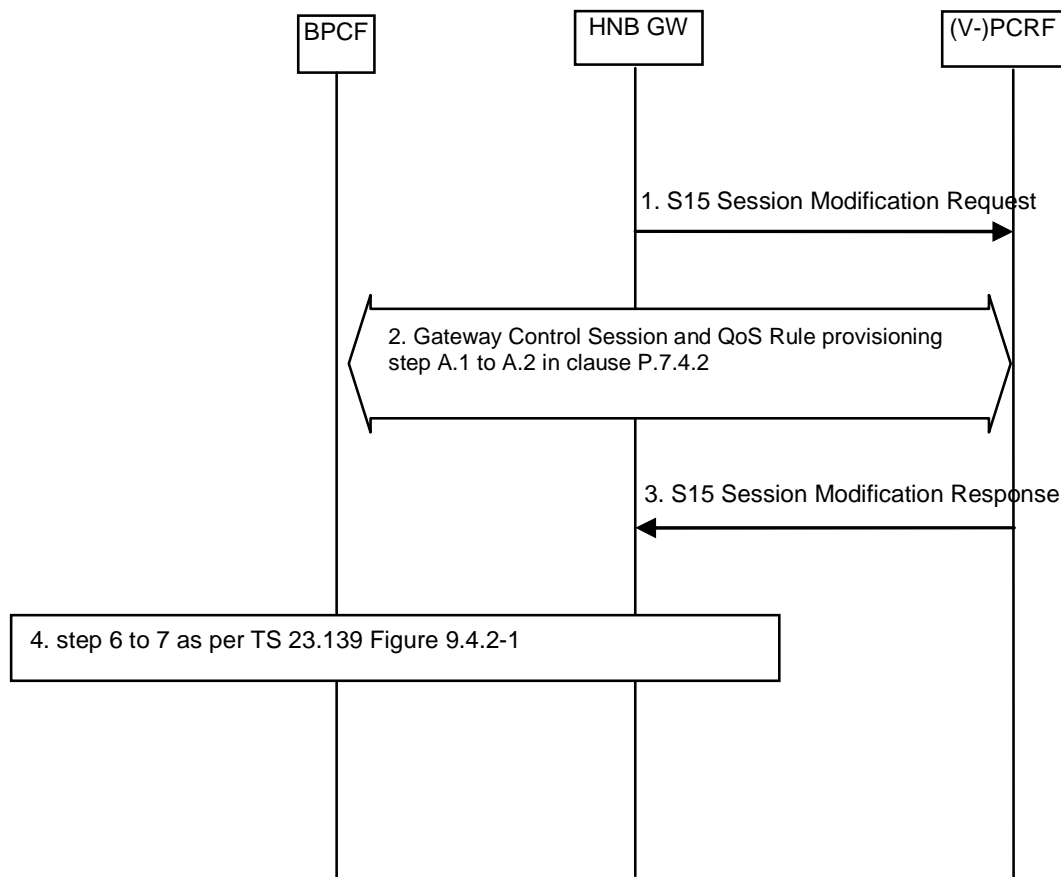 BPCF
HNB GW
(V-)PCRF
1. S15 Session Modification Request
2. Gateway Control Session and QoS Rule provisioning
step A.1 to A.2 in clause P.7.4.2
3. S15 Session Modification Response
4. step 6 to 7 as per TS 23.139 Figure 9.4.2-1